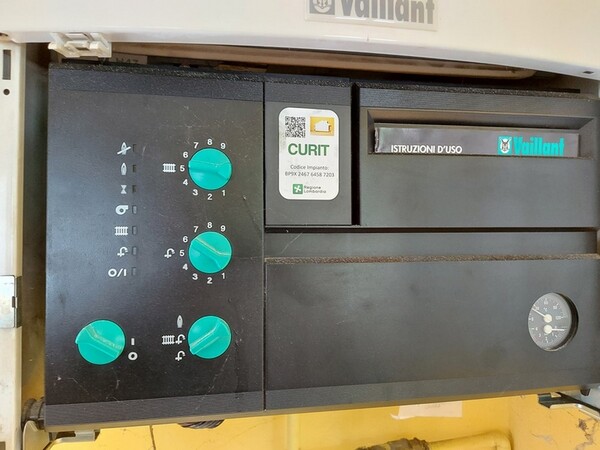 Vaillant
ISTRUZIONI D'USO Vaillant
CURIT
Codice Impianto:
BP9X 2467 6458 7203
Regione
Lombardia
9
8
7
6
5
4
3
2
1
9
8
7
6
5
4
3
2
1
O/I
I
O